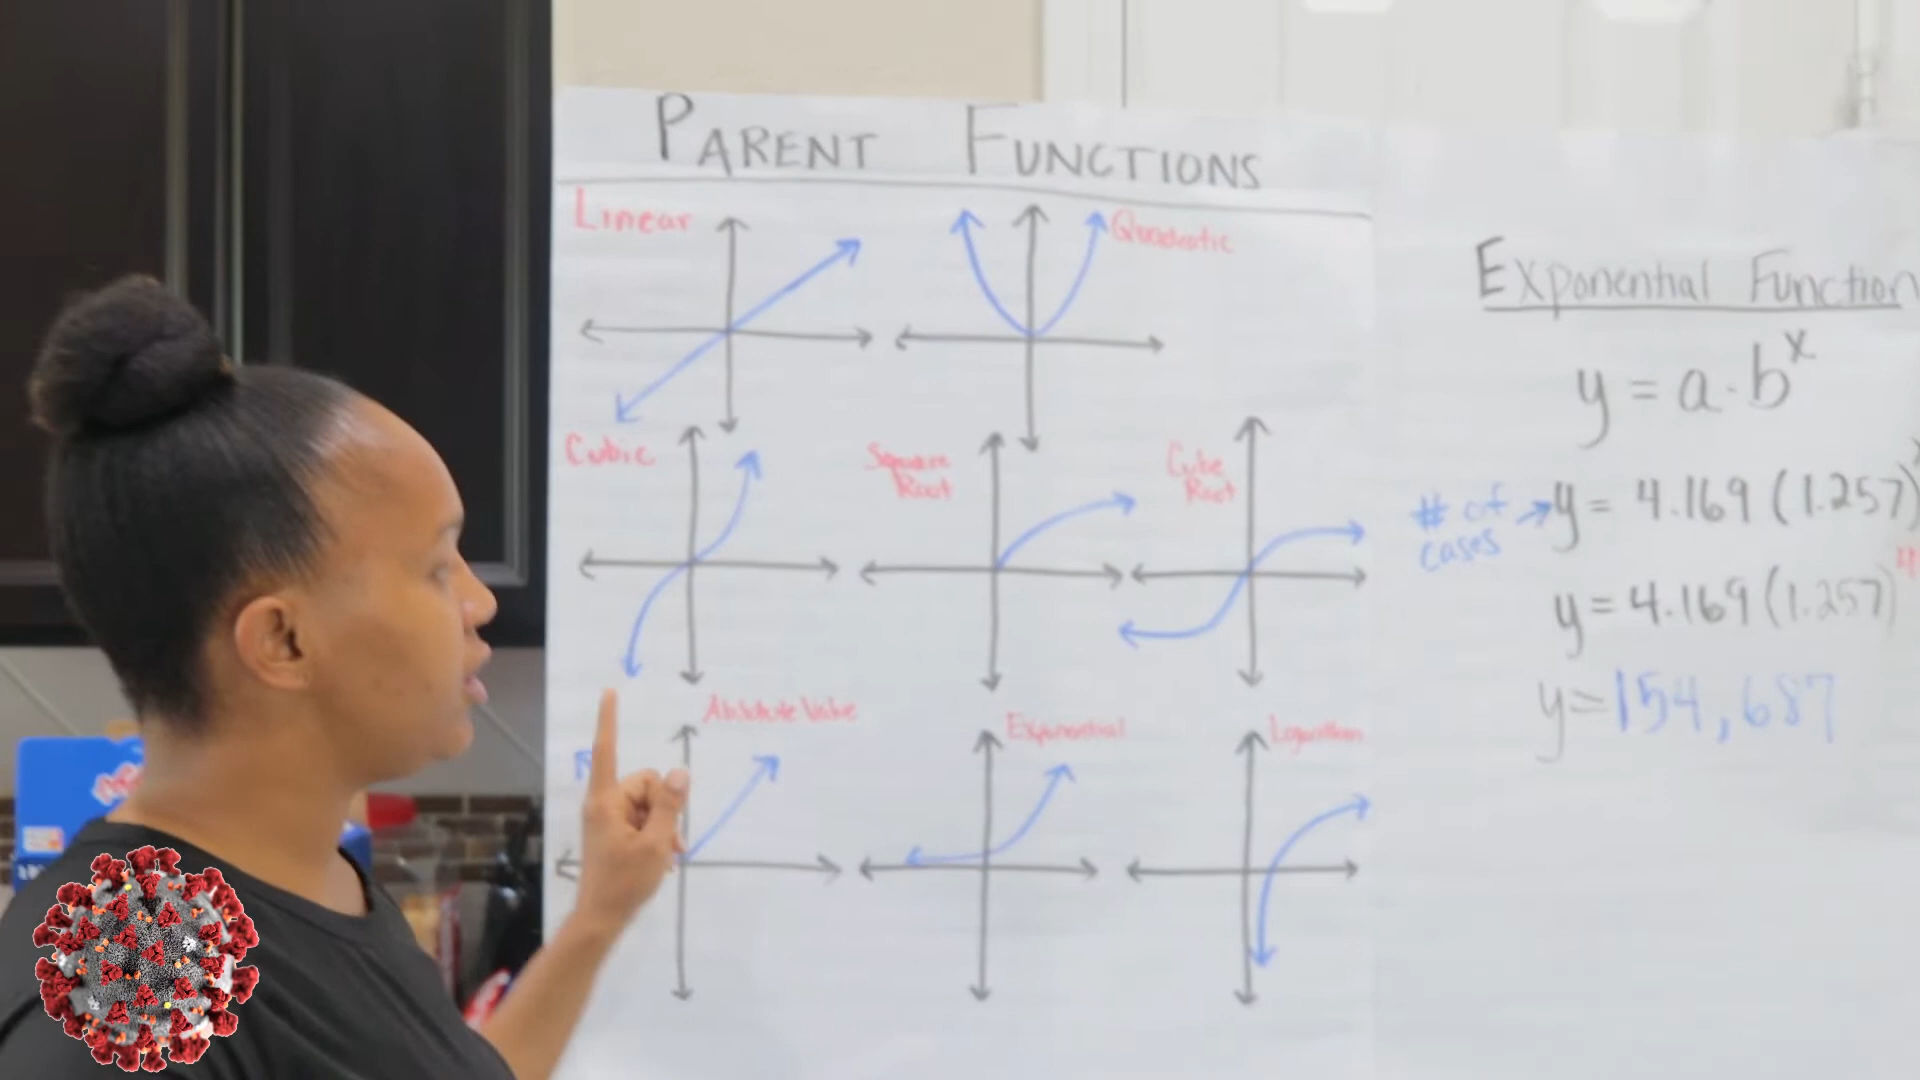 PARENT FUNCTIONS
Linear
Quadratic
Cubic
Square
Root
Cube
Root
Absolute Value
Exponential
Logarithm
Exponential Function
y = a · b^x
# of
cases
y = 4.169 (1.257)
y = 4.169 (1.257)
y = 154,687